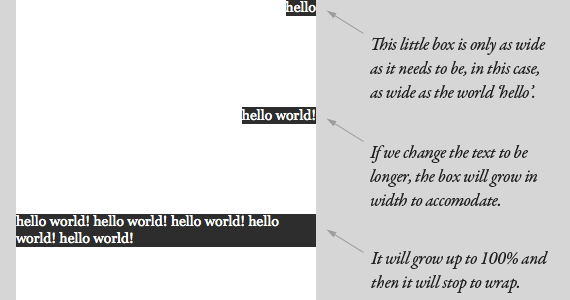 hello
This little box is only as wide
as it needs to be, in this case,
as wide as the world ‘hello’.
hello world!
If we change the text to be
longer, the box will grow in
width to accomodate.
hello world! hello world! hello world! hello
world! hello world!
It will grow up to 100% and
then it will stop to wrap.